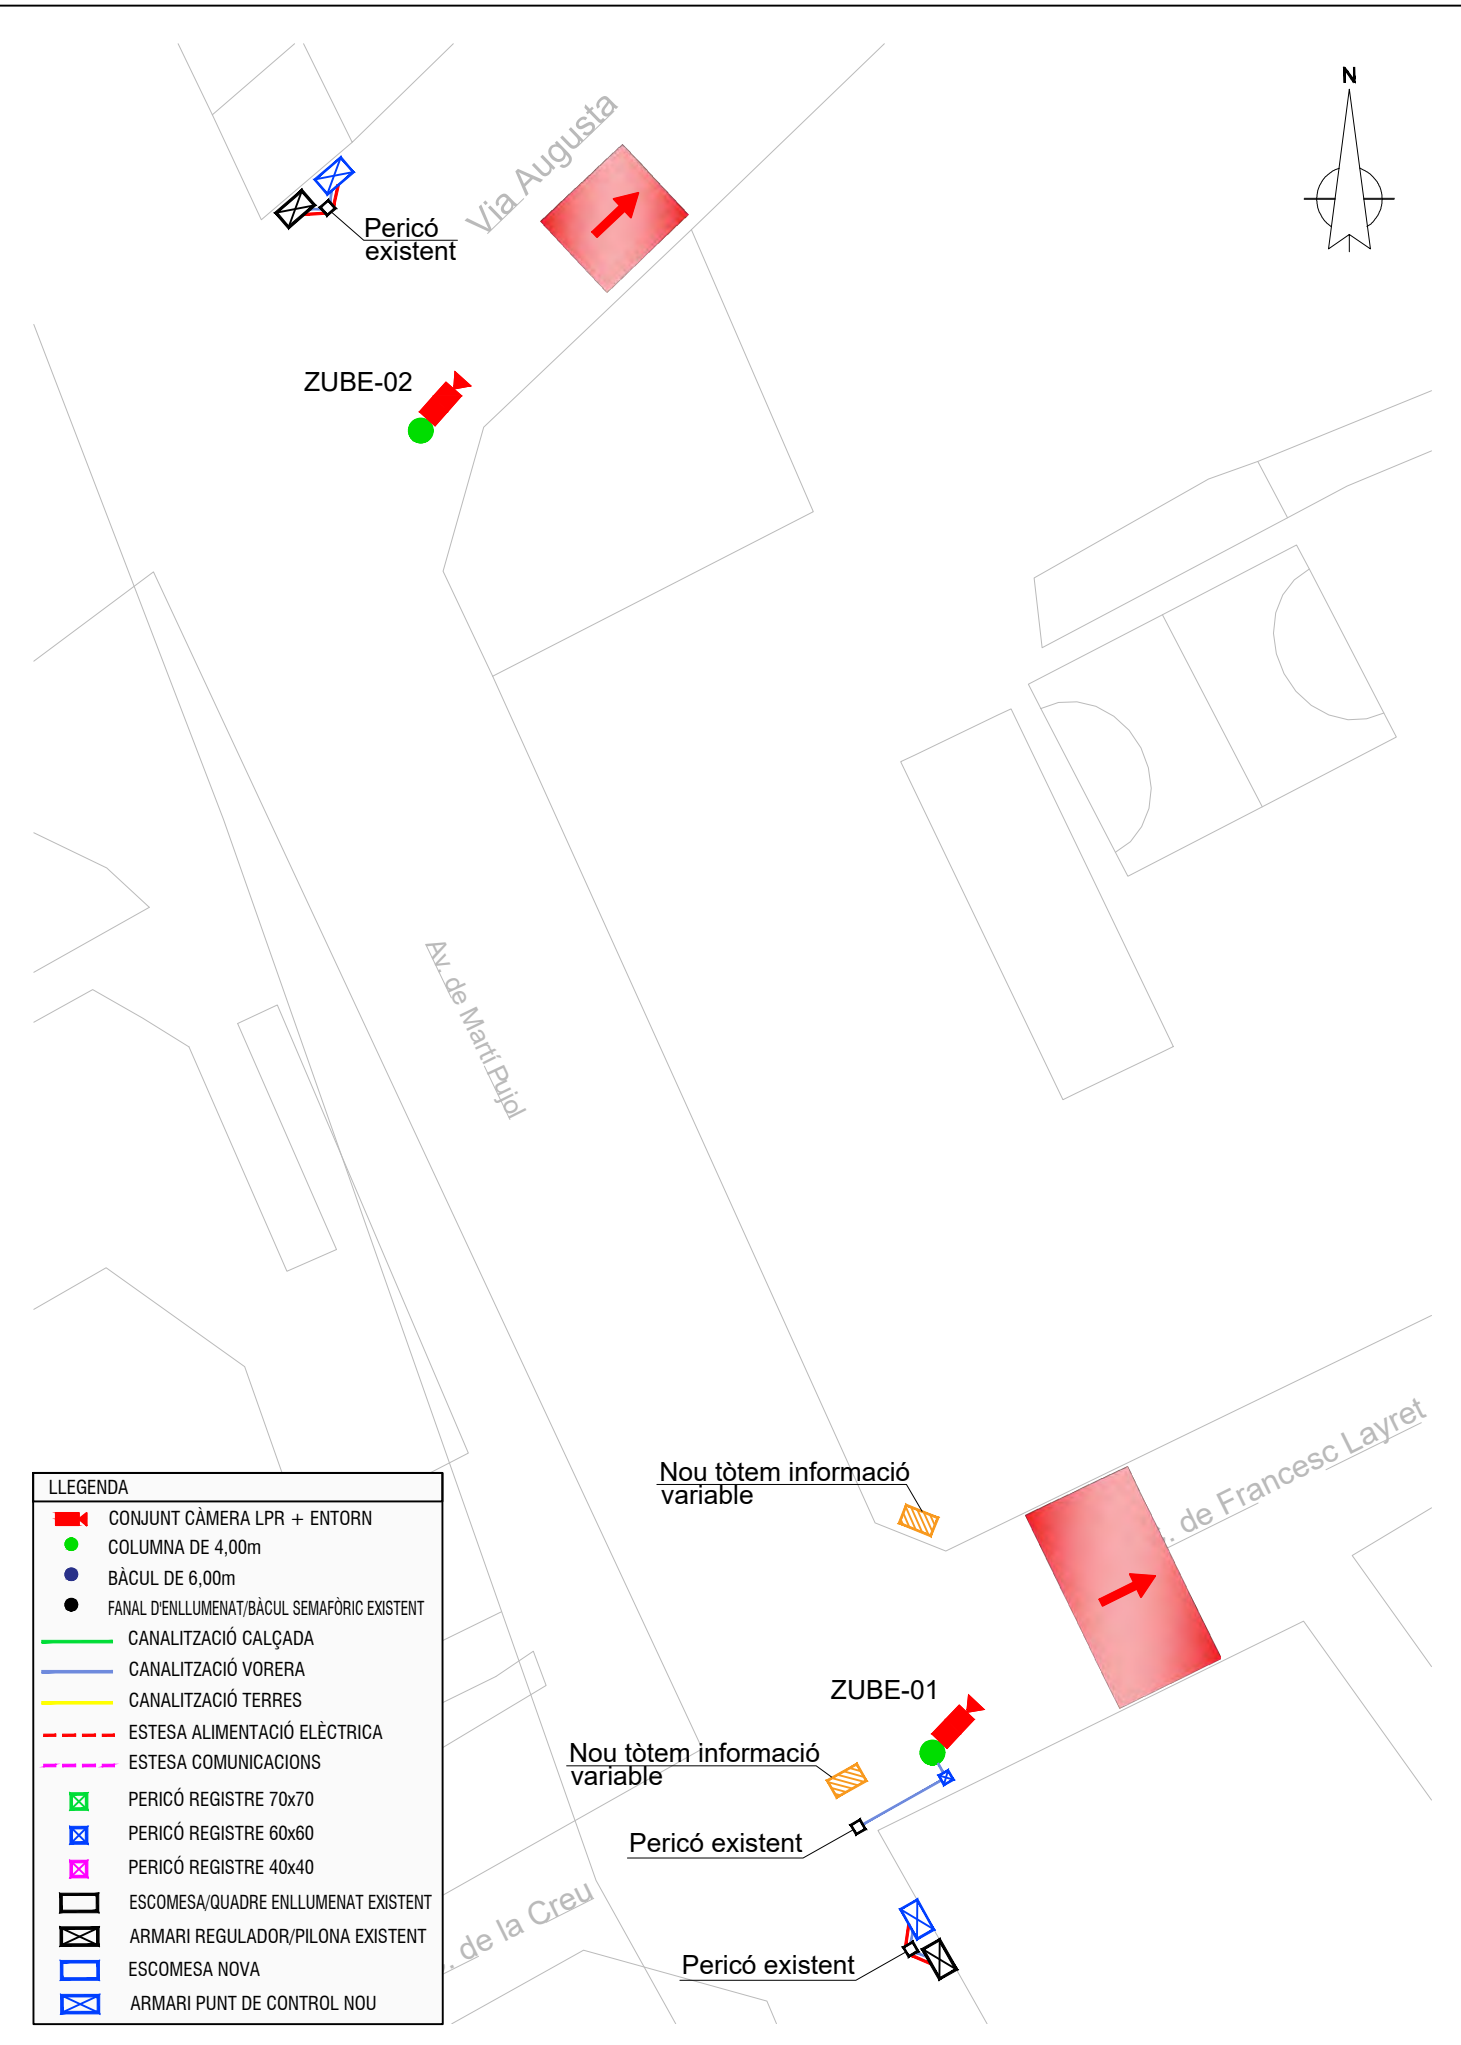 N
Via Augusta
Pericó
existent
ZUBE-02
Av. de Martí Pujol
Nou tòtem informació
variable
. de Francesc Layret
ZUBE-01
Nou tòtem informació
variable
Pericó existent
. de la Creu
Pericó existent
LLEGENDA
CONJUNT CÀMERA LPR + ENTORN
COLUMNA DE 4,00m
BÀCUL DE 6,00m
FANAL D'ENLLUMENAT/BÀCUL SEMAFÒRIC EXISTENT
CANALITZACIÓ CALÇADA
CANALITZACIÓ VORERA
CANALITZACIÓ TERRES
ESTESA ALIMENTACIÓ ELÈCTRICA
ESTESA COMUNICACIONS
PERICÓ REGISTRE 70x70
PERICÓ REGISTRE 60x60
PERICÓ REGISTRE 40x40
ESCOMESA/QUADRE ENLLUMENAT EXISTENT
ARMARI REGULADOR/PILONA EXISTENT
ESCOMESA NOVA
ARMARI PUNT DE CONTROL NOU